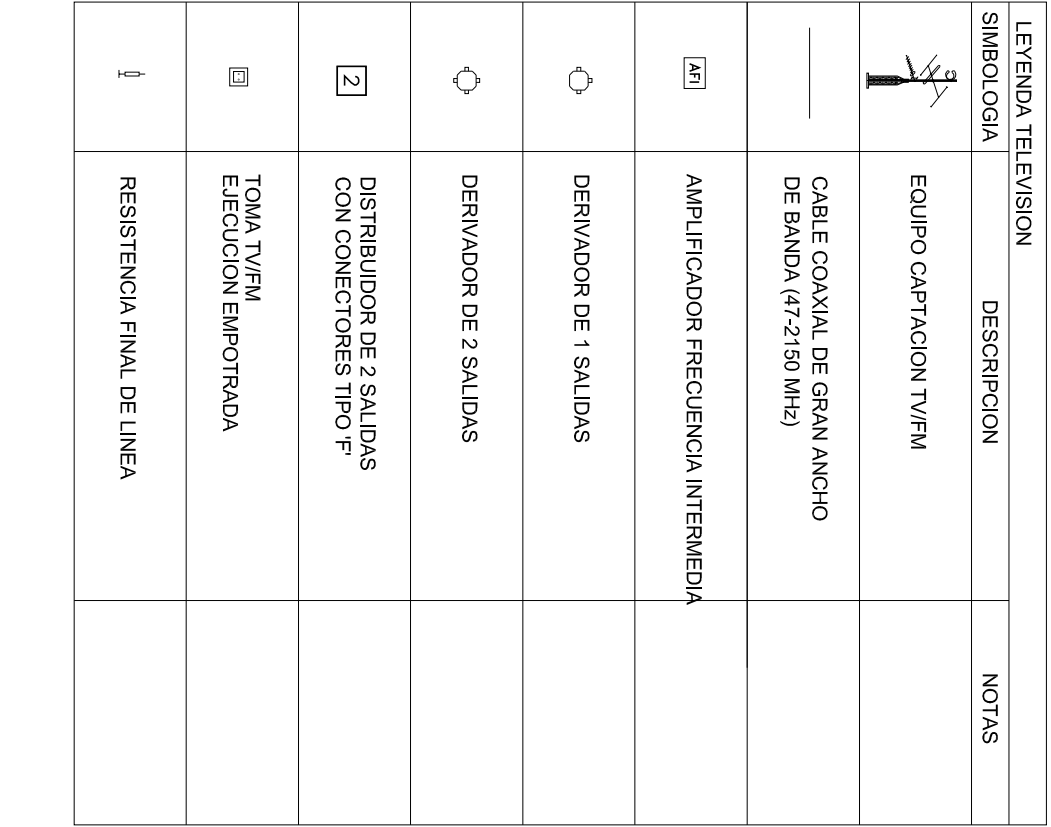 LEYENDA TELEVISION
SIMBOLOGIA
DESCRIPCION
NOTAS
EQUIPO CAPTACION TV/FM
CABLE COAXIAL DE GRAN ANCHO
DE BANDA (47-2150 MHz)
AFI
AMPLIFICADOR FRECUENCIA INTERMEDIA
DERIVADOR DE 1 SALIDAS
DERIVADOR DE 2 SALIDAS
2
DISTRIBUIDOR DE 2 SALIDAS
CON CONECTORES TIPO 'F'
TOMA TV/FM
EJECUCION EMPOTRADA
RESISTENCIA FINAL DE LINEA